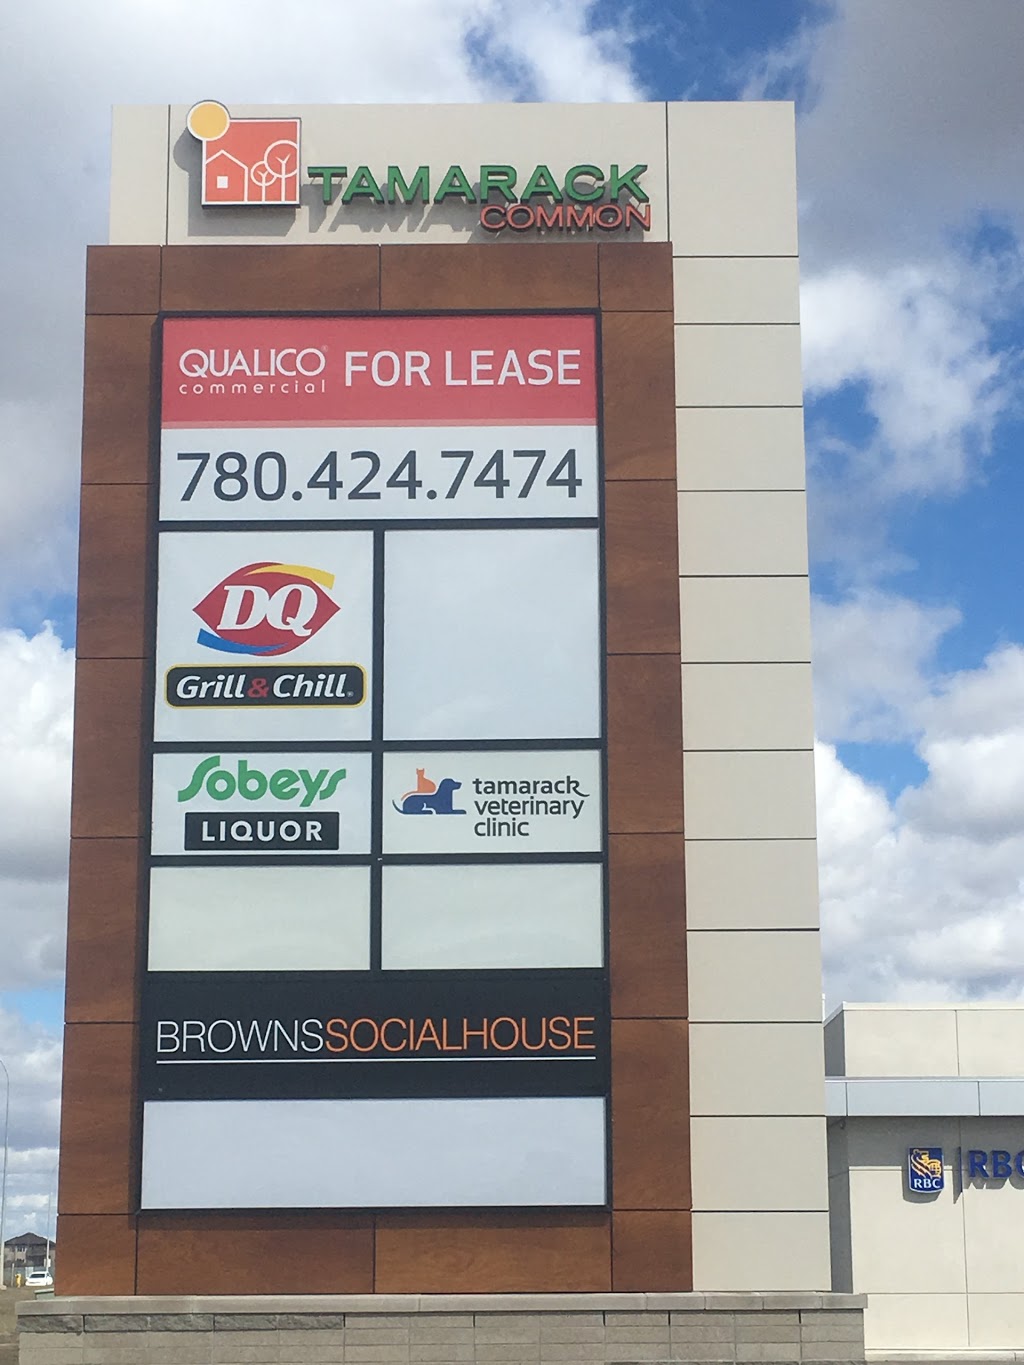 TAMARACK
COMMON
QUALICO
commercial
FOR LEASE
780.424.7474
DQ
Grill & Chill
Sobeys
LIQUOR
tamarack
veterinary
clinic
BROWNSSOCIALHOUSE
RBC
RBC